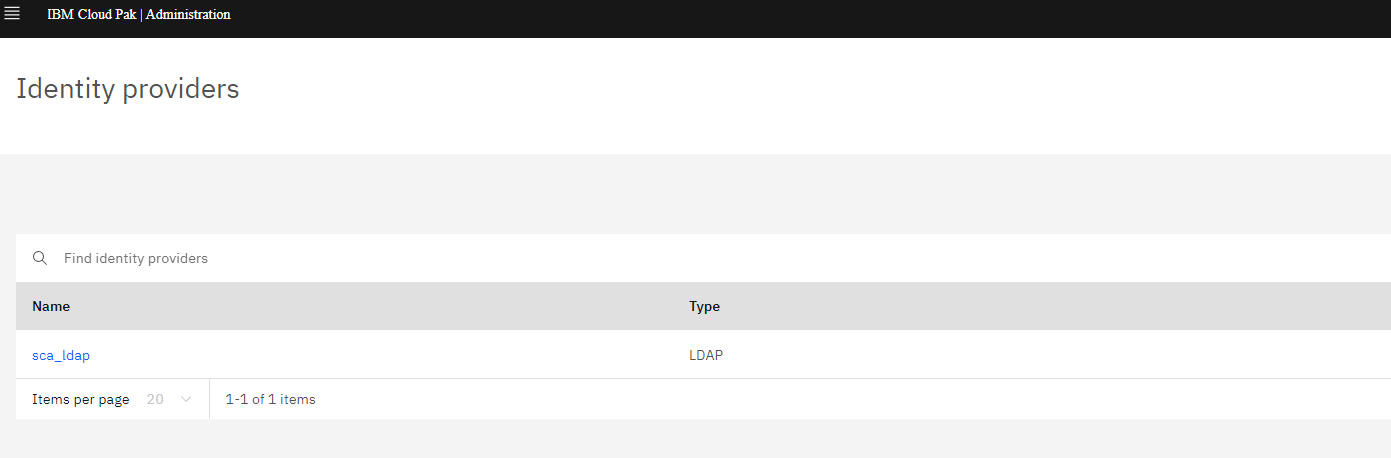 IBM Cloud Pak | Administration
Identity providers
Find identity providers
Name Type
sca_ldap LDAP
Items per page 20 1-1 of 1 items